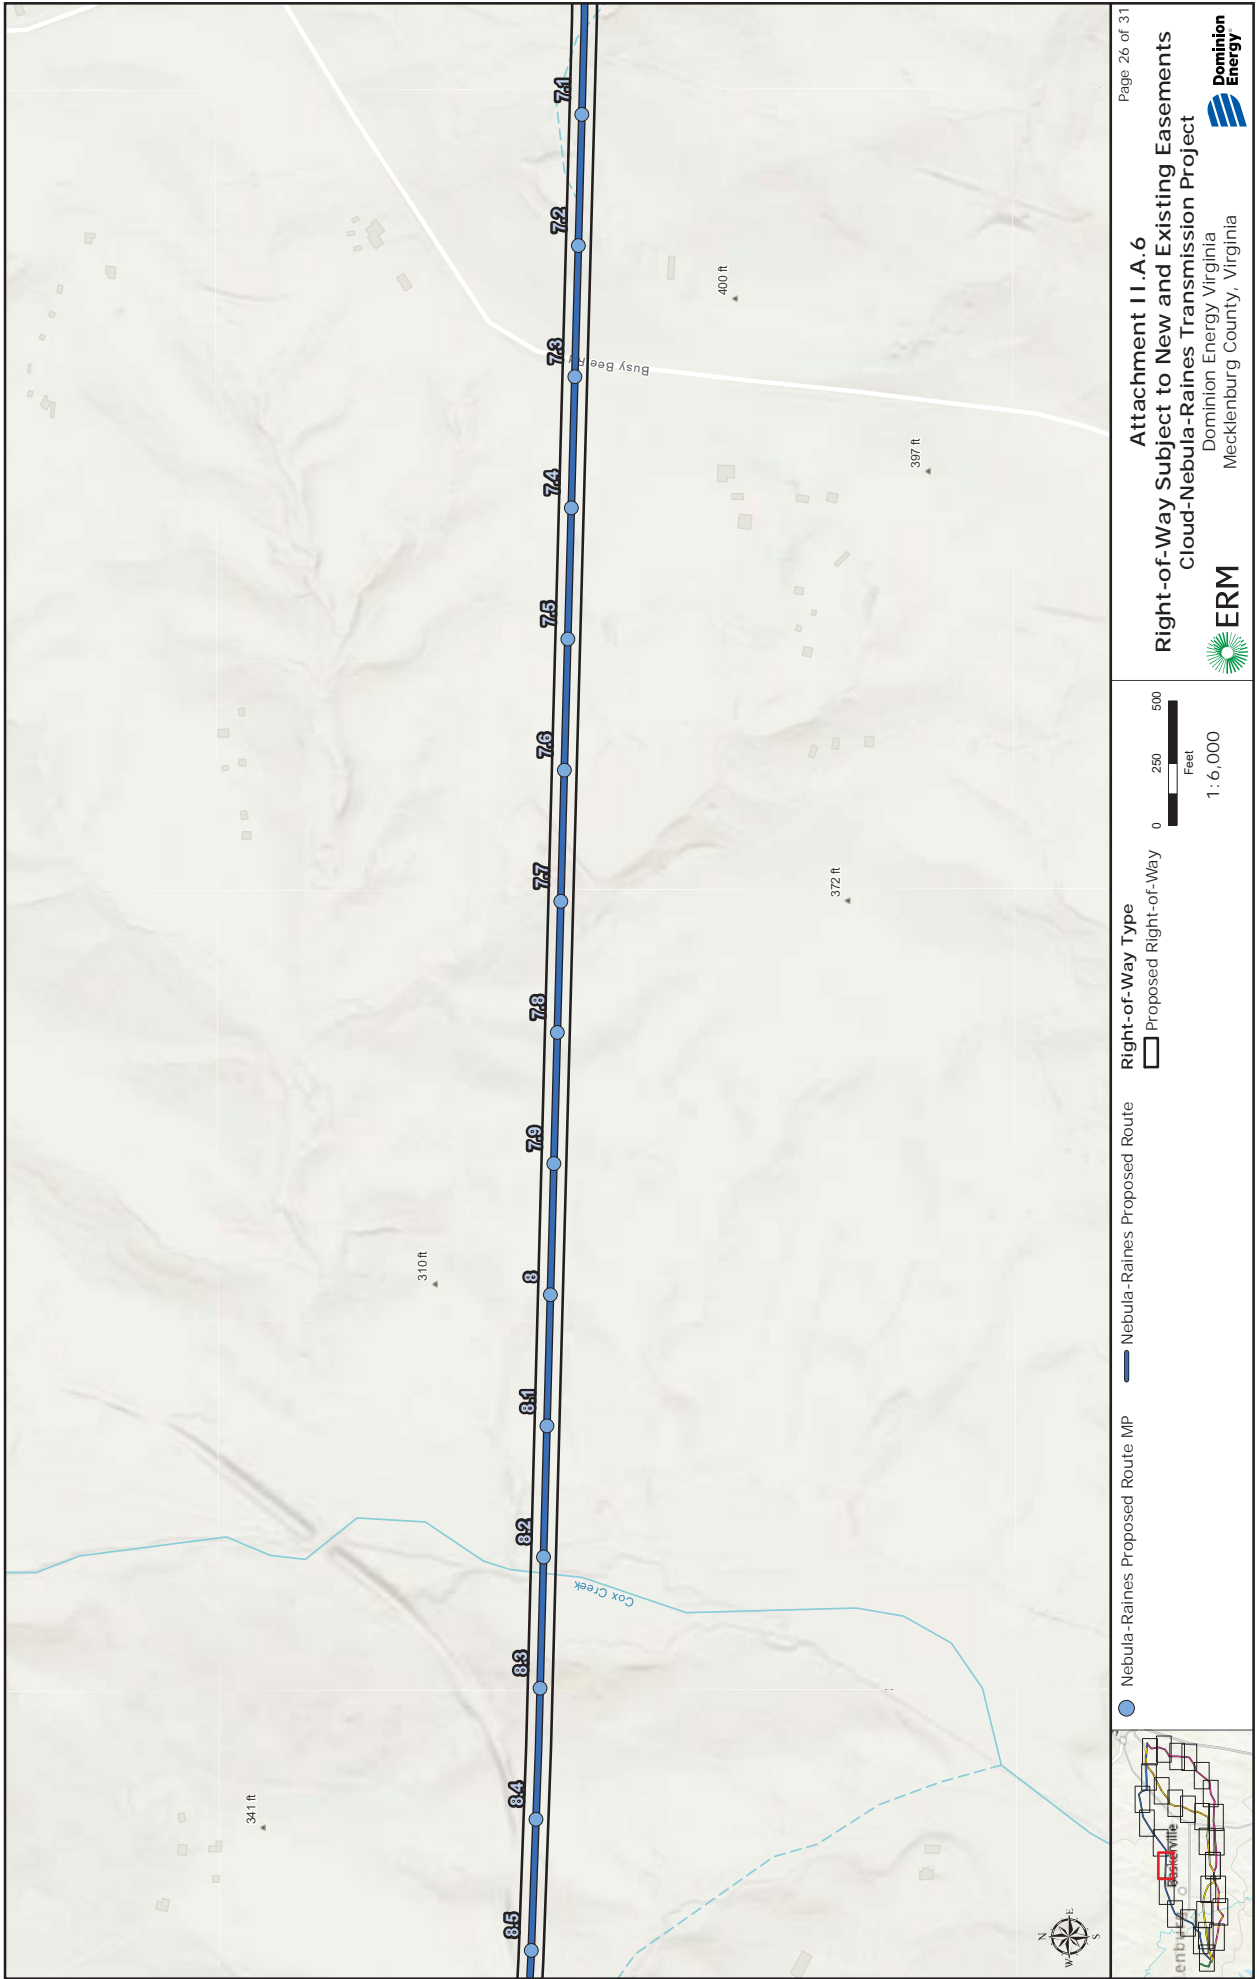 7.1
7.2
7.3
7.4
7.5
7.6
7.7
7.8
7.9
8
8.1
8.2
8.3
8.4
8.5
Busy Bee Rd
Cox Creek
400 ft
397 ft
372 ft
310 ft
341 ft
N
W
E
S
Baskerville
enburg
Nebula-Raines Proposed Route MP
Nebula-Raines Proposed Route
Right-of-Way Type
Proposed Right-of-Way
0 250 500
Feet
1:6,000
Page 26 of 31
Attachment II.A.6
Right-of-Way Subject to New and Existing Easements
Cloud-Nebula-Raines Transmission Project
Dominion Energy Virginia
Mecklenburg County, Virginia
ERM
Dominion
Energy